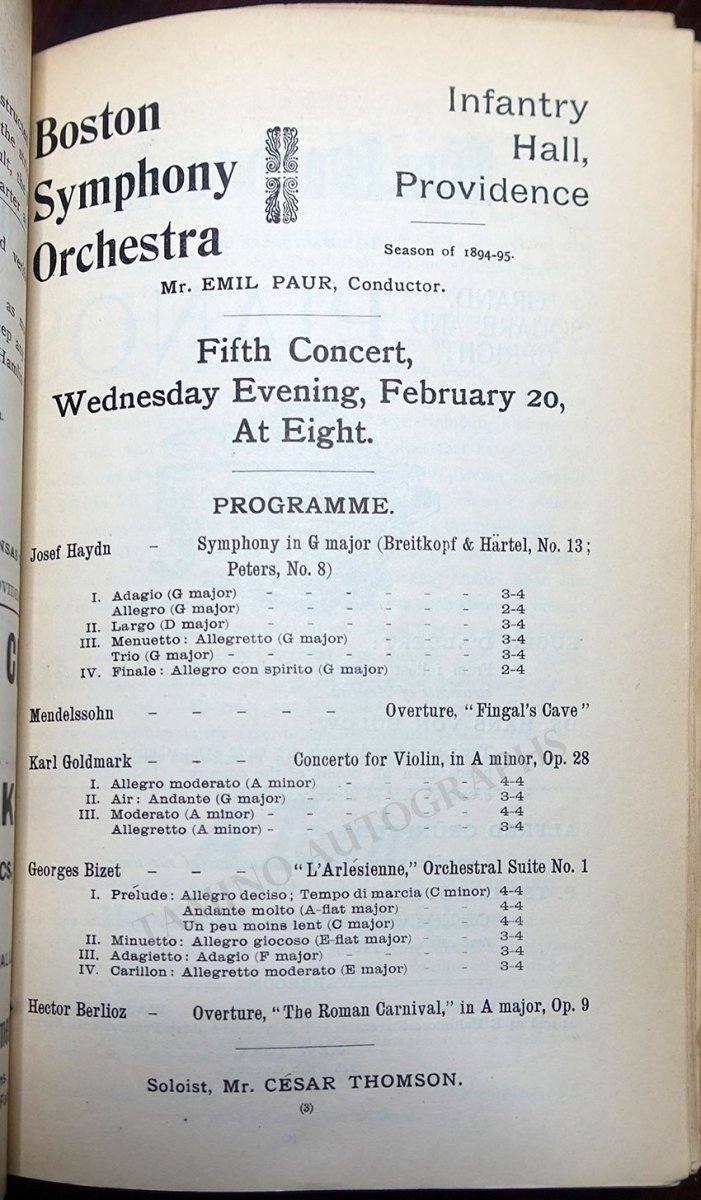 Boston
Symphony
Orchestra
Infantry
Hall,
Providence
Season of 1894-95.
Mr. EMIL PAUR, Conductor.
Fifth Concert,
Wednesday Evening, February 20,
At Eight.
PROGRAMME.
Josef Haydn - Symphony in G major (Breitkopf & Härtel, No. 13;
Peters, No. 8)
I. Adagio (G major) - - - - - - 3-4
Allegro (G major) - - - - - - 2-4
II. Largo (D major) - - - - - - 3-4
III. Menuetto: Allegretto (G major) - - - - 3-4
Trio (G major) - - - - - - - 3-4
IV. Finale: Allegro con spirito (G major) - - - 2-4
Mendelssohn - - - - - Overture, "Fingal's Cave"
Karl Goldmark - - - Concerto for Violin, in A minor, Op. 28
I. Allegro moderato (A minor) - - - - 4-4
II. Air: Andante (G major) - - - - - 3-4
III. Moderato (A minor) - - - - - - 4-4
Allegretto (A minor) - - - - - - 3-4
Georges Bizet - - - "L'Arlésienne," Orchestral Suite No. 1
I. Prélude: Allegro deciso; Tempo di marcia (C minor) 4-4
Andante molto (A-flat major) - - 4-4
Un peu moins lent (C major) - - 4-4
II. Minuetto: Allegro giocoso (E-flat major) - - 3-4
III. Adagietto: Adagio (F major) - - - - 3-4
IV. Carillon: Allegretto moderato (E major) - - 3-4
Hector Berlioz - Overture, "The Roman Carnival," in A major, Op. 9
Soloist, Mr. CÉSAR THOMSON.
(3)
TAMINO AUTOGRAPHS